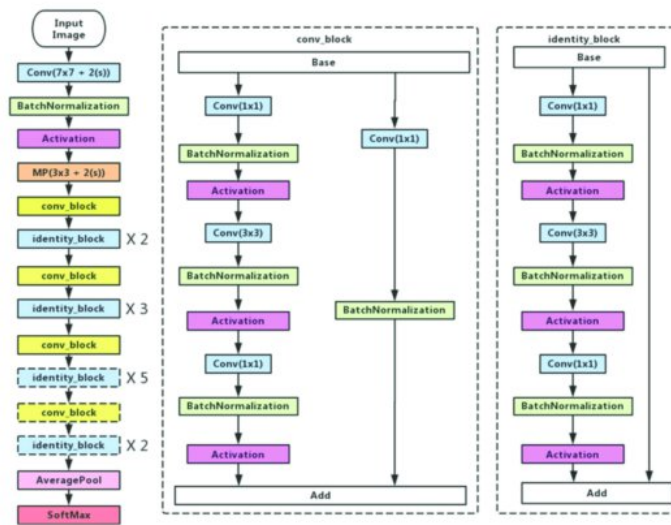 Input
Image
Conv(7x7 + 2(s))
BatchNormalization
Activation
MP(3x3 + 2(s))
conv_block
identity_block X 2
conv_block
identity_block X 3
conv_block
identity_block X 5
conv_block
identity_block X 2
AveragePool
SoftMax
conv_block
Base
Conv(1x1)
BatchNormalization
Activation
Conv(3x3)
BatchNormalization
Activation
Conv(1x1)
BatchNormalization
Activation
Conv(1x1)
BatchNormalization
Add
identity_block
Base
Conv(1x1)
BatchNormalization
Activation
Conv(3x3)
BatchNormalization
Activation
Conv(1x1)
BatchNormalization
Activation
Add